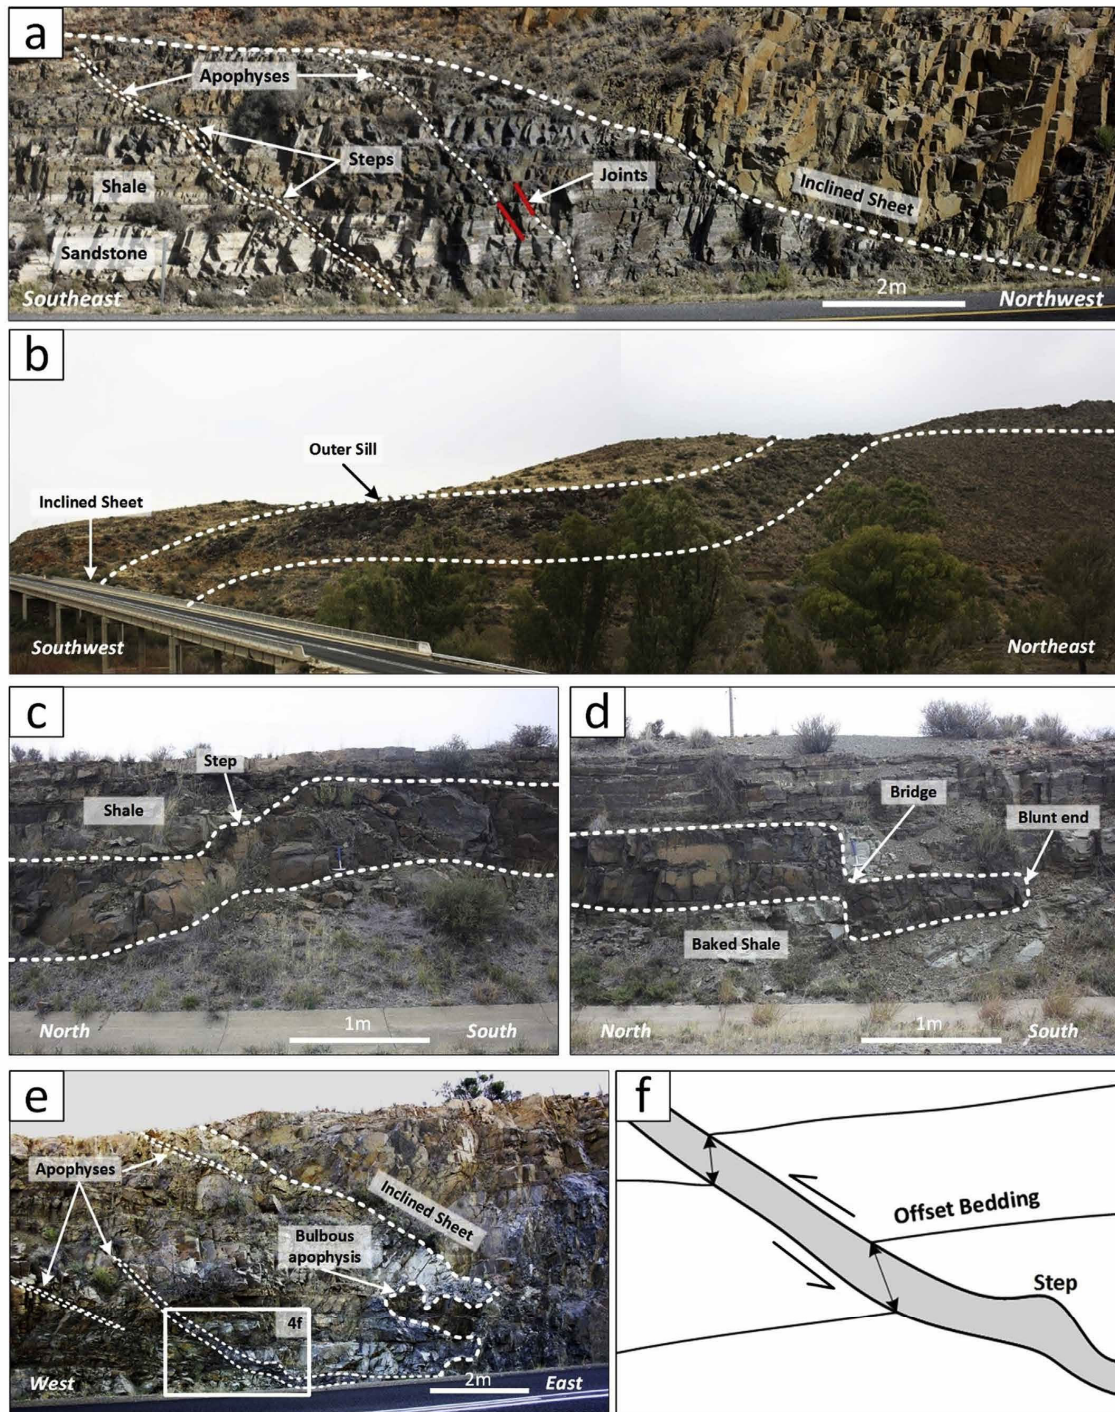 a
Apophyses
Steps
Joints
Shale
Inclined Sheet
Sandstone
Southeast
2m
Northwest
b
Outer Sill
Inclined Sheet
Southwest
Northeast
c
Step
Shale
1m
North
South
d
Bridge
Blunt end
Baked Shale
1m
North
South
e
Apophyses
Inclined Sheet
Bulbous
apophysis
4f
West
2m
East
f
Offset Bedding
Step